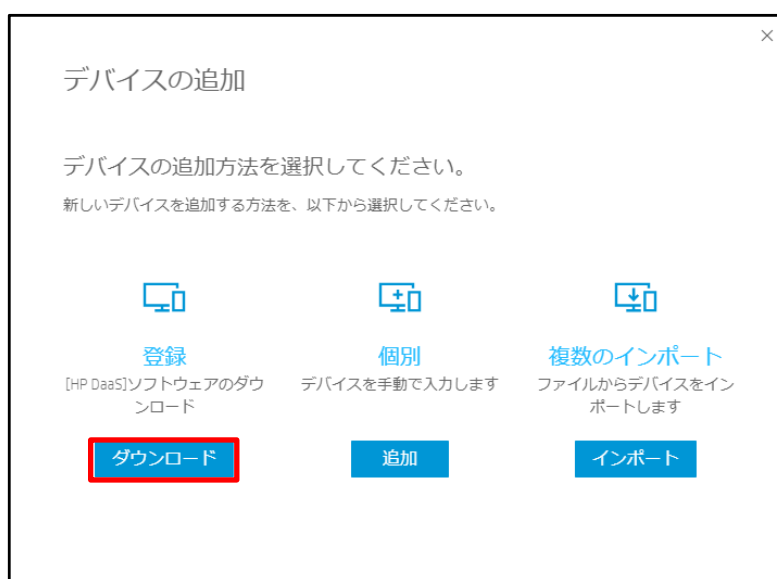 デバイスの追加
デバイスの追加方法を選択してください。
新しいデバイスを追加する方法を、以下から選択してください。
登録
[HP DaaS]ソフトウェアのダウ
ンロード
ダウンロード
個別
デバイスを手動で入力します
追加
複数のインポート
ファイルからデバイスをイン
ポートします
インポート